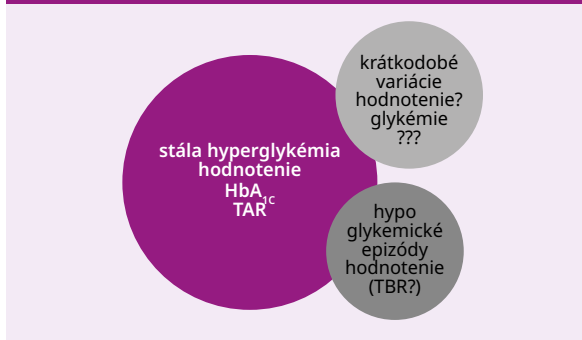 stála hyperglykémia
hodnotenie
HbA1C
TAR
krátkodobé
variácie
hodnotenie?
glykémie
???
hypo
glykemické
epizódy
hodnotenie
(TBR?)